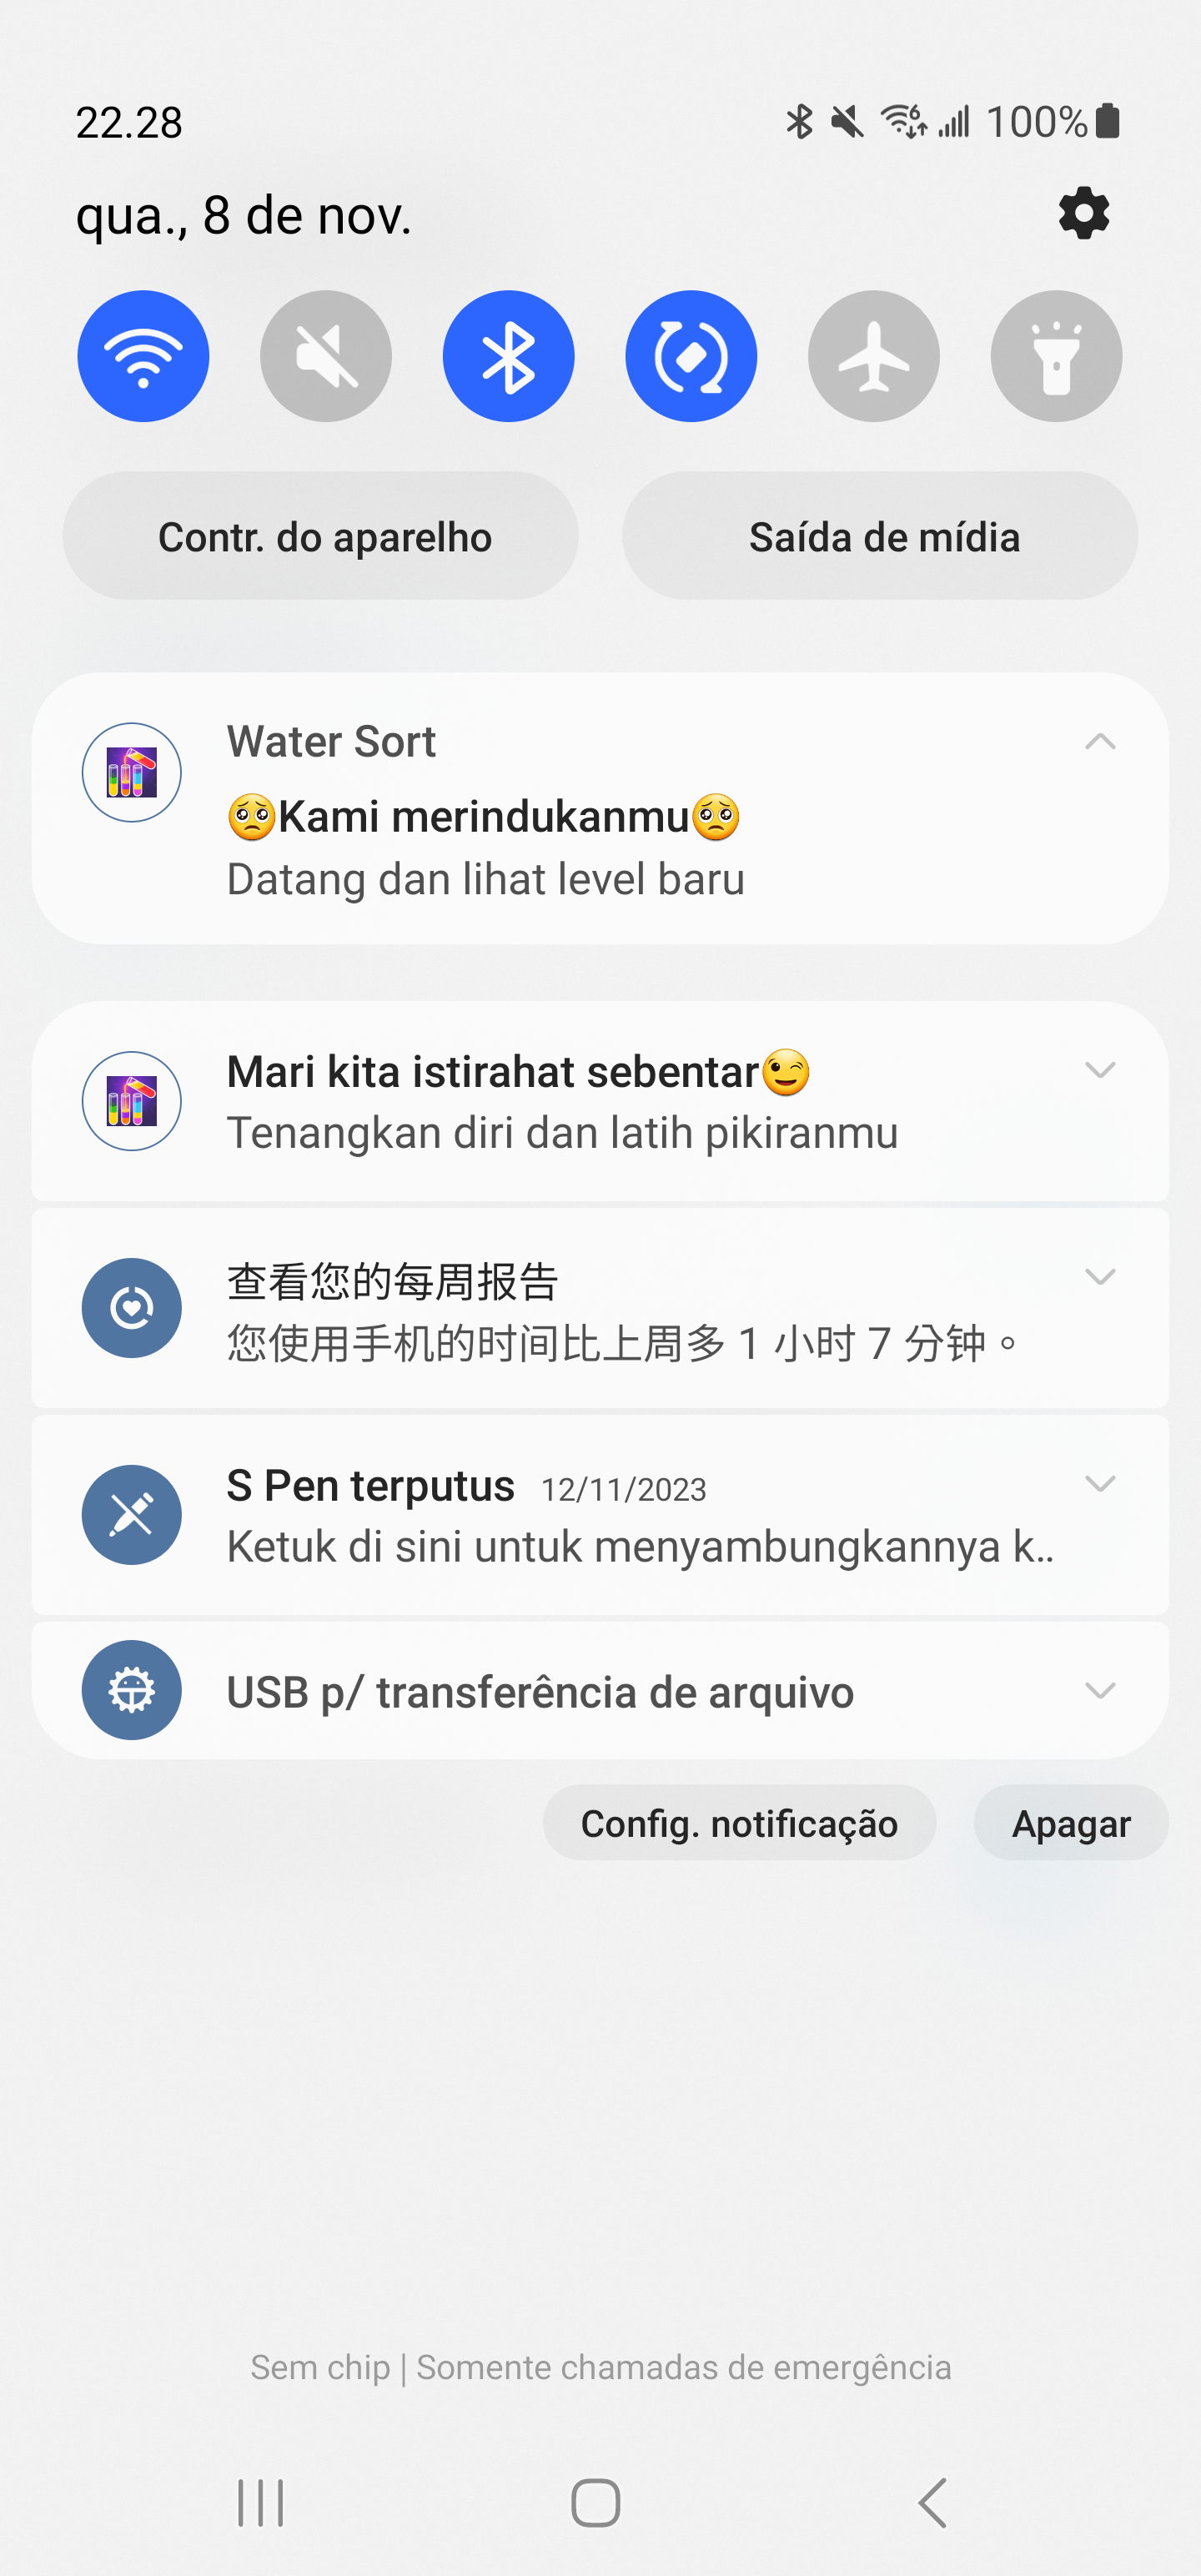 22.28
100%
qua., 8 de nov.
Contr. do aparelho
Saída de mídia
Water Sort
🥺Kami merindukanmu🥺
Datang dan lihat level baru
Mari kita istirahat sebentar😉
Tenangkan diri dan latih pikiranmu
查看您的每周报告
您使用手机的时间比上周多 1 小时 7 分钟。
S Pen terputus 12/11/2023
Ketuk di sini untuk menyambungkannya k..
USB p/ transferência de arquivo
Config. notificação
Apagar
Sem chip | Somente chamadas de emergência